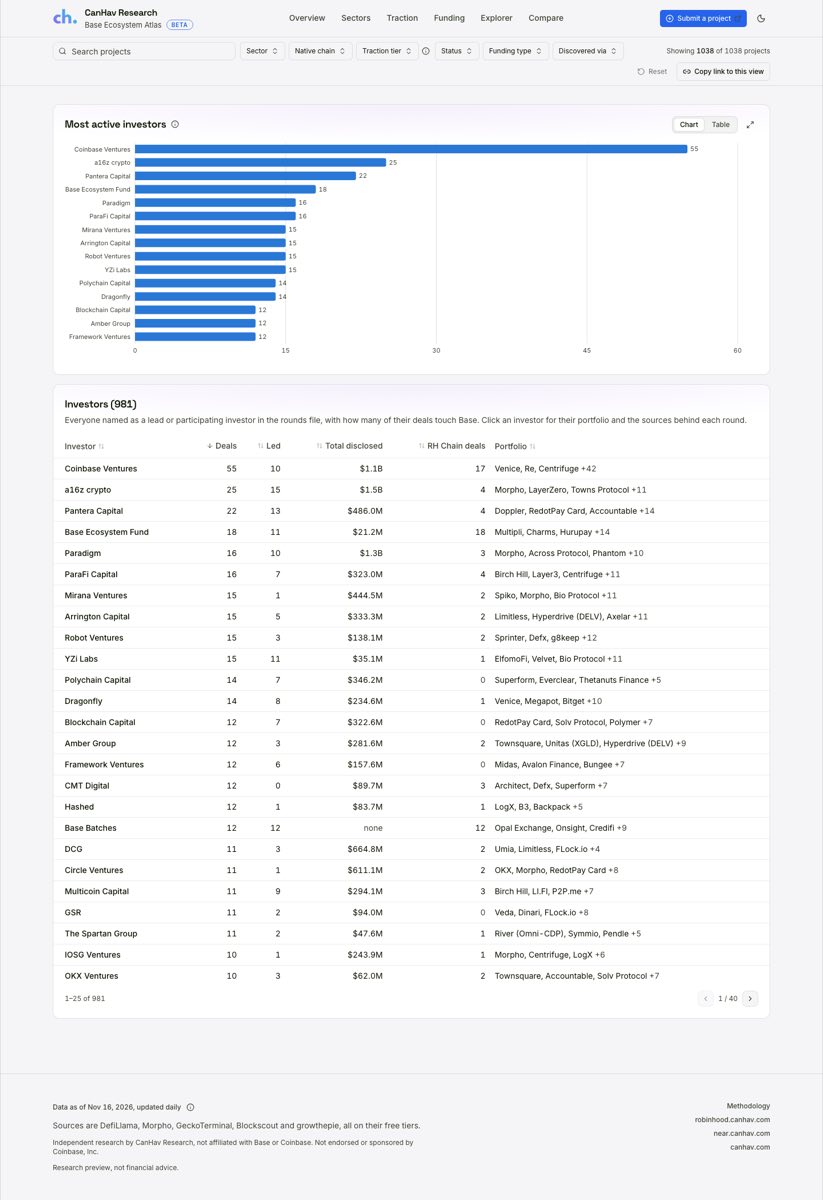 ch.
CanHav Research
Base Ecosystem Atlas BETA
Overview Sectors Traction Funding Explorer Compare
Submit a project
Search projects
Sector Native chain Traction tier Status Funding type Discovered via
Showing 1038 of 1038 projects
Reset Copy link to this view
Most active investors
Chart Table
Coinbase Ventures 55
a16z crypto 25
Pantera Capital 22
Base Ecosystem Fund 18
Paradigm 16
ParaFi Capital 16
Mirana Ventures 15
Arrington Capital 15
Robot Ventures 15
YZi Labs 15
Polychain Capital 14
Dragonfly 14
Blockchain Capital 12
Amber Group 12
Framework Ventures 12
0 15 30 45 60
Investors (981)
Everyone named as a lead or participating investor in the rounds file, with how many of their deals touch Base. Click an investor for their portfolio and the sources behind each round.
Investor Deals Led Total disclosed RH Chain deals Portfolio
Coinbase Ventures 55 10 $1.1B 17 Venice, Re, Centrifuge +42
a16z crypto 25 15 $1.5B 4 Morpho, LayerZero, Towns Protocol +11
Pantera Capital 22 13 $486.0M 4 Doppler, RedotPay Card, Accountable +14
Base Ecosystem Fund 18 11 $21.2M 18 Multipli, Charms, Hurupay +14
Paradigm 16 10 $1.3B 3 Morpho, Across Protocol, Phantom +10
ParaFi Capital 16 7 $323.0M 4 Birch Hill, Layer3, Centrifuge +11
Mirana Ventures 15 1 $444.5M 2 Spiko, Morpho, Bio Protocol +11
Arrington Capital 15 5 $333.3M 2 Limitless, Hyperdrive (DELV), Axelar +11
Robot Ventures 15 3 $138.1M 2 Sprinter, Defx, g8keep +12
YZi Labs 15 11 $35.1M 1 ElfomoFi, Velvet, Bio Protocol +11
Polychain Capital 14 7 $346.2M 0 Superform, Everclear, Thetanuts Finance +5
Dragonfly 14 8 $234.6M 1 Venice, Megapot, Bitget +10
Blockchain Capital 12 7 $322.6M 0 RedotPay Card, Solv Protocol, Polymer +7
Amber Group 12 3 $281.6M 2 Townsquare, Unitas (XGLD), Hyperdrive (DELV) +9
Framework Ventures 12 6 $157.6M 0 Midas, Avalon Finance, Bungee +7
CMT Digital 12 0 $89.7M 3 Architect, Defx, Superform +7
Hashed 12 1 $83.7M 1 LogX, B3, Backpack +5
Base Batches 12 12 none 12 Opal Exchange, Onsight, Credifi +9
DCG 11 3 $664.8M 2 Umia, Limitless, FLock.io +4
Circle Ventures 11 1 $611.1M 2 OKX, Morpho, RedotPay Card +8
Multicoin Capital 11 9 $294.1M 3 Birch Hill, LI.FI, P2P.me +7
GSR 11 2 $94.0M 0 Veda, Dinari, FLock.io +8
The Spartan Group 11 2 $47.6M 1 River (Omni-CDP), Symmio, Pendle +5
IOSG Ventures 10 1 $243.9M 1 Morpho, Centrifuge, LogX +6
OKX Ventures 10 3 $62.0M 2 Townsquare, Accountable, Solv Protocol +7
1–25 of 981 1 / 40
Data as of Nov 16, 2026, updated daily
Sources are DefiLlama, Morpho, GeckoTerminal, Blockscout and growthepie, all on their free tiers.
Independent research by CanHav Research, not affiliated with Base or Coinbase. Not endorsed or sponsored by
Coinbase, Inc.
Research preview, not financial advice.
Methodology
robinhood.canhav.com
near.canhav.com
canhav.com